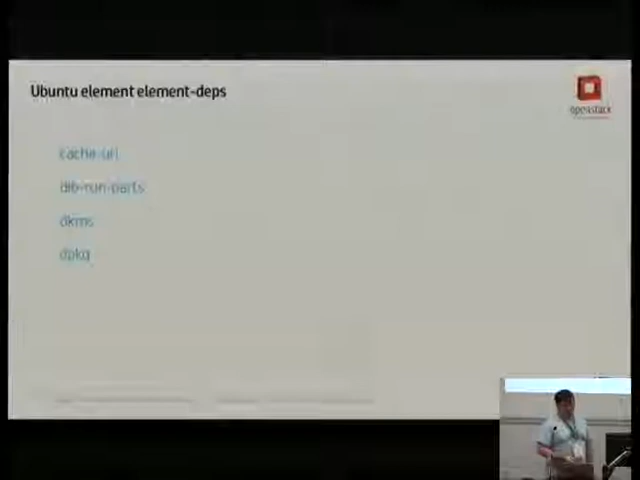 Ubuntu element element-deps
openstack
cache-url
dib-run-parts
dkms
dpkg